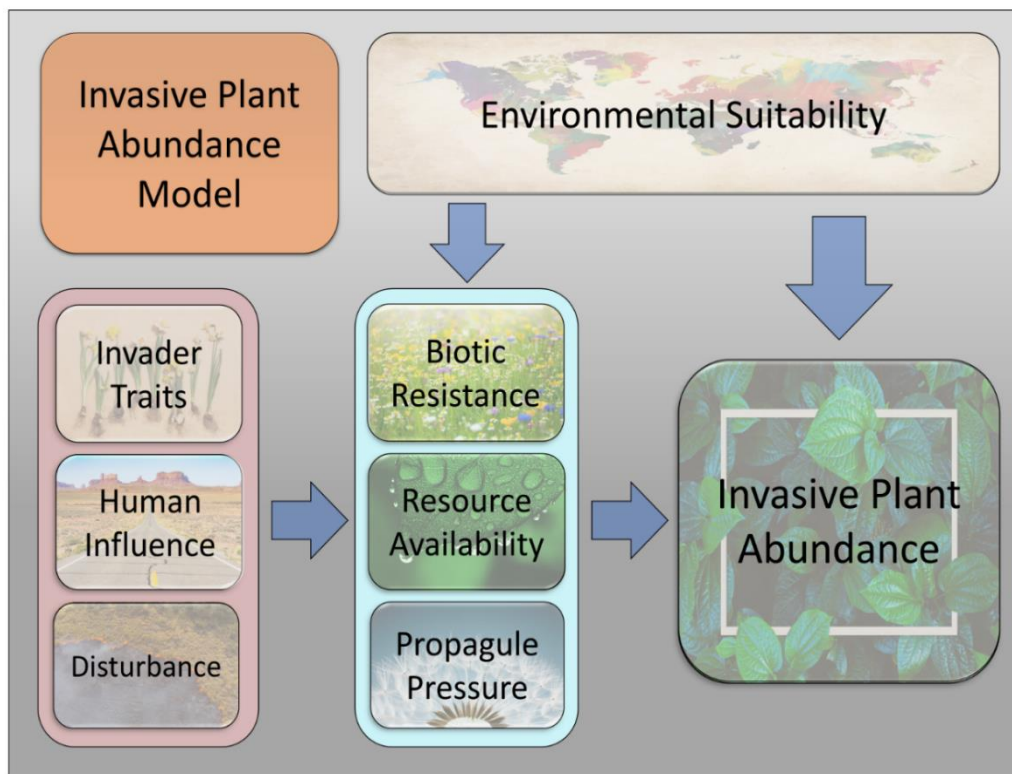 Invasive Plant
Abundance
Model
Environmental Suitability
Invader
Traits
Human
Influence
Disturbance
Biotic
Resistance
Resource
Availability
Propagule
Pressure
Invasive Plant
Abundance